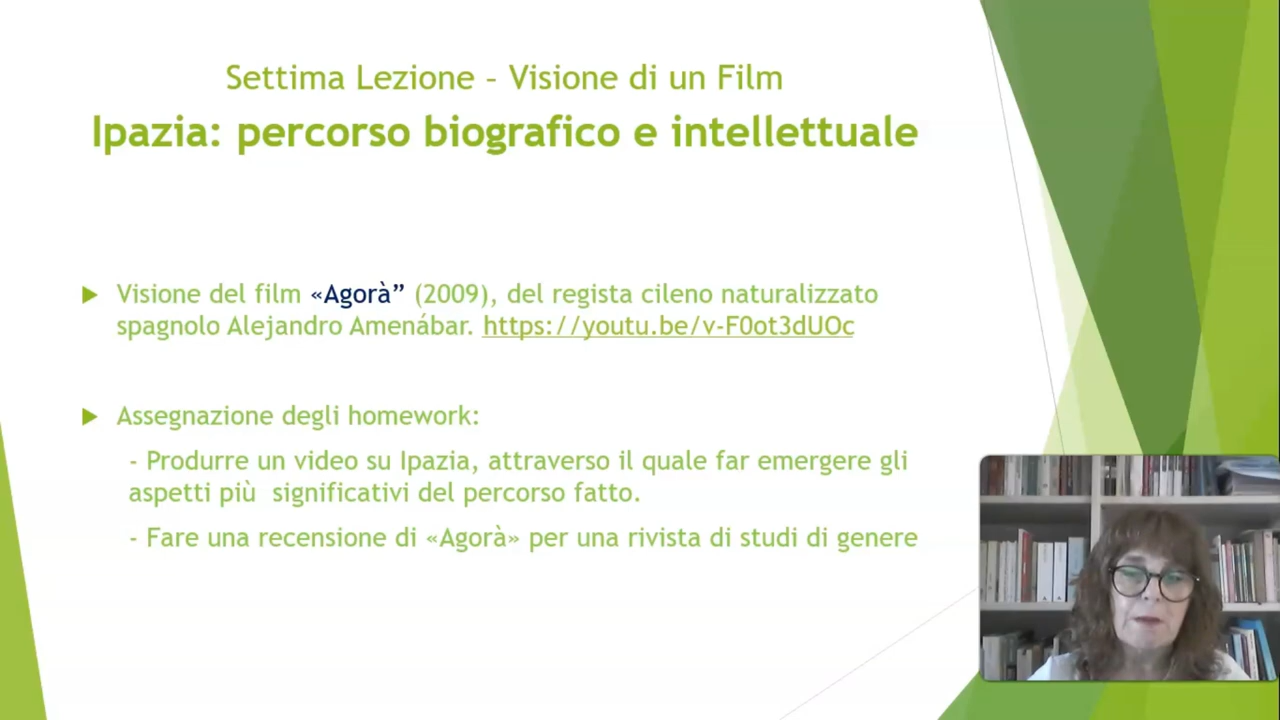 Settima Lezione – Visione di un Film
Ipazia: percorso biografico e intellettuale
Visione del film «Agorà” (2009), del regista cileno naturalizzato
spagnolo Alejandro Amenábar. https://youtu.be/v-F0ot3dUOc
Assegnazione degli homework:
- Produrre un video su Ipazia, attraverso il quale far emergere gli
aspetti più significativi del percorso fatto.
- Fare una recensione di «Agorà» per una rivista di studi di genere